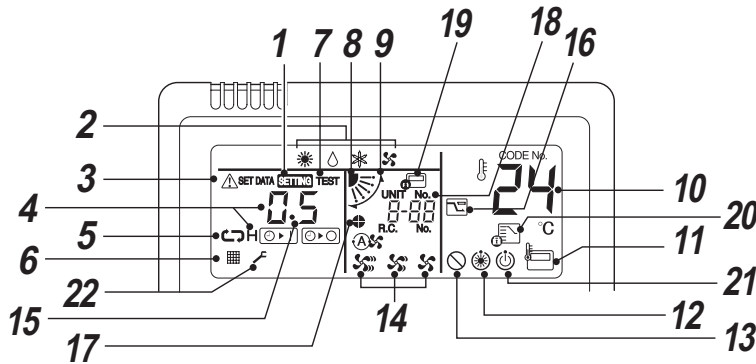 1 7 8 9 19 18 16
2
CODE No.
3 SET DATA SETTING TEST
UNIT No.
24 10
4 0.5
0-88
R.C. No.
20
°C
5 H
A
11
6
22
21
15 14 12
17 13